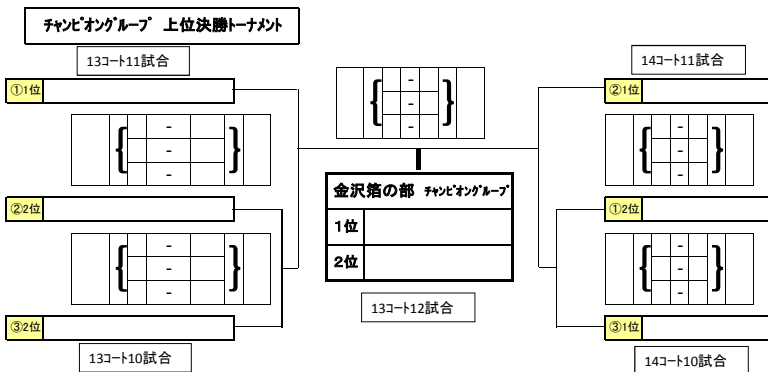 チャンピオングループ 上位決勝トーナメント
13コート11試合
14コート11試合
①1位
②1位
-
-
-
-
-
-
-
-
-
金沢箔の部 チャンピオングループ
1位
2位
②2位
①2位
-
-
-
-
-
-
13コート12試合
③2位
③1位
13コート10試合
14コート10試合